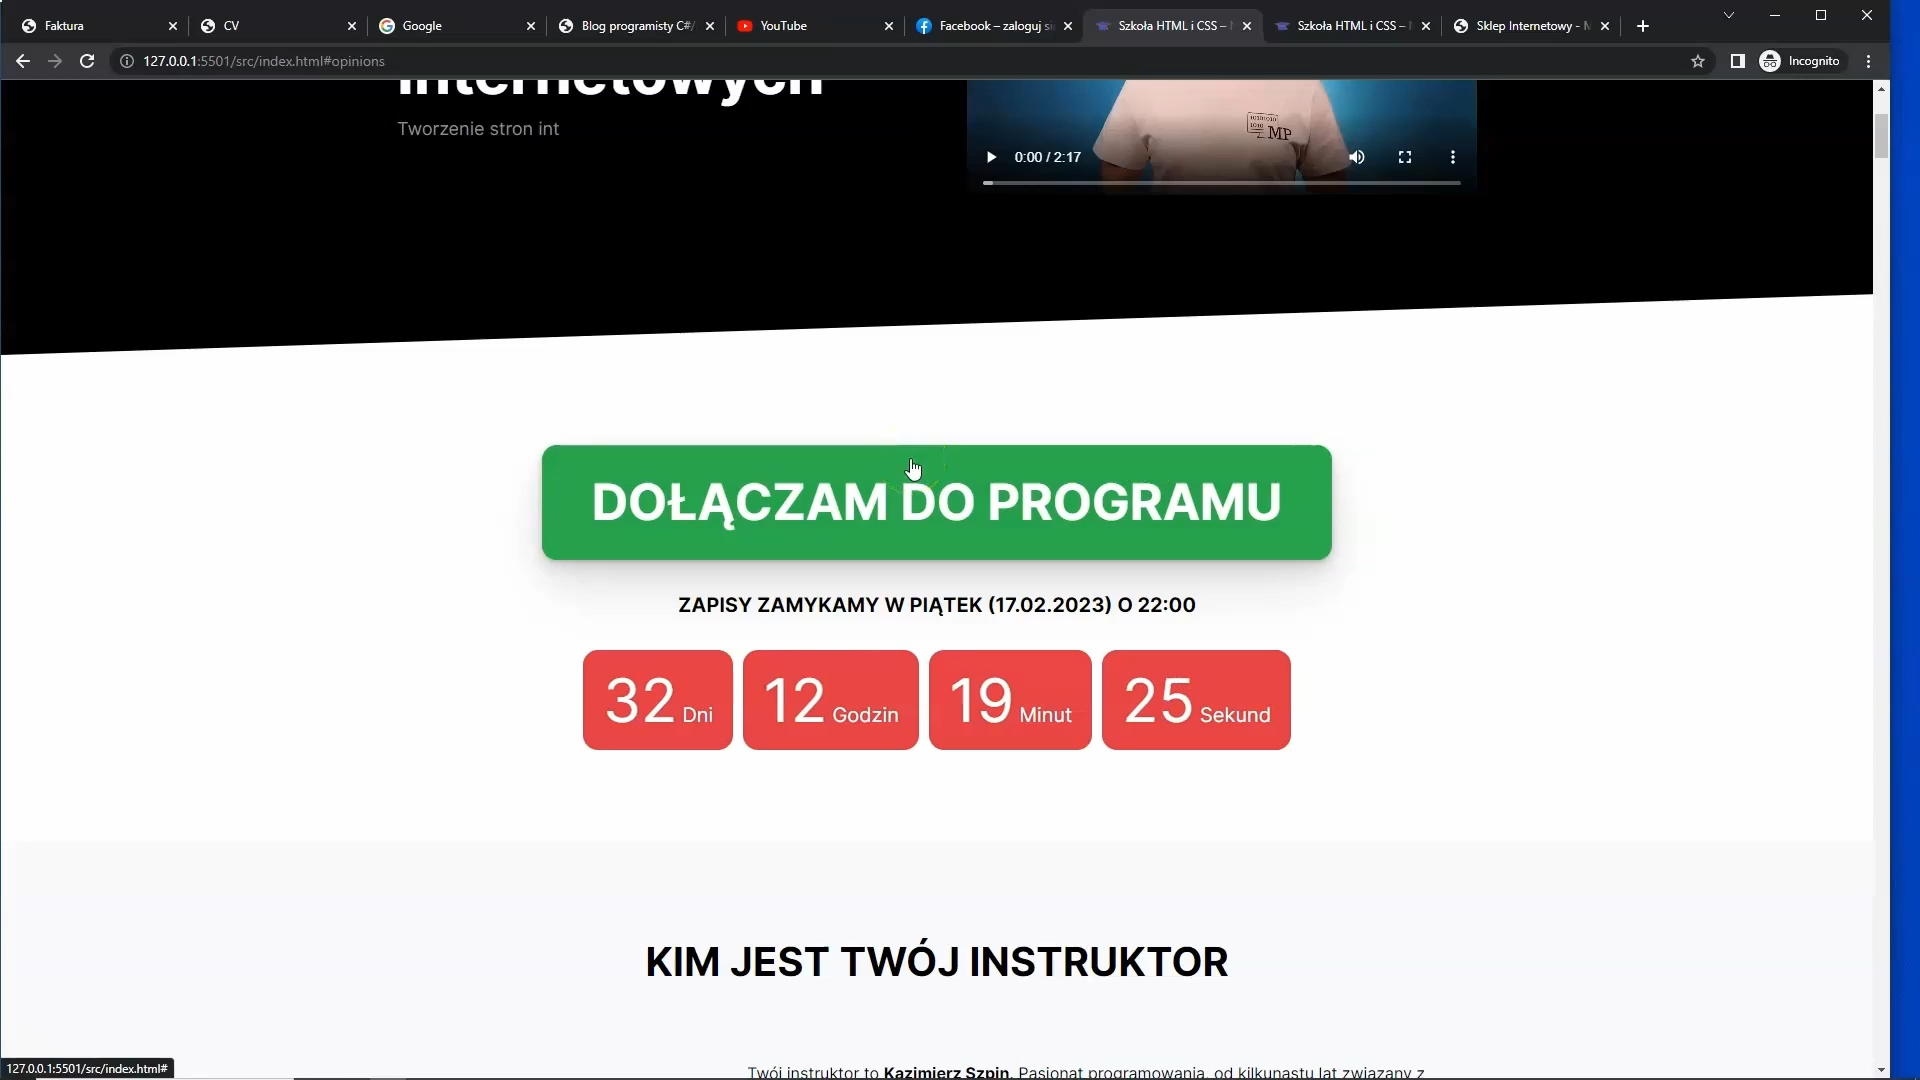 Faktura
CV
Google
Blog programisty C#/
YouTube
Facebook – zaloguj si
Szkoła HTML i CSS –
Szkoła HTML i CSS –
Sklep Internetowy -
127.0.0.1:5501/src/index.html#opinions
Incognito
internetowych
Tworzenie stron int
MP
0:00 / 2:17
DOŁĄCZAM DO PROGRAMU
ZAPISY ZAMYKAMY W PIĄTEK (17.02.2023) O 22:00
32 Dni 12 Godzin 19 Minut 25 Sekund
KIM JEST TWÓJ INSTRUKTOR
Twój instruktor to Kazimierz Szpin. Pasjonat programowania, od kilkunastu lat związany z
127.0.0.1:5501/src/index.html#